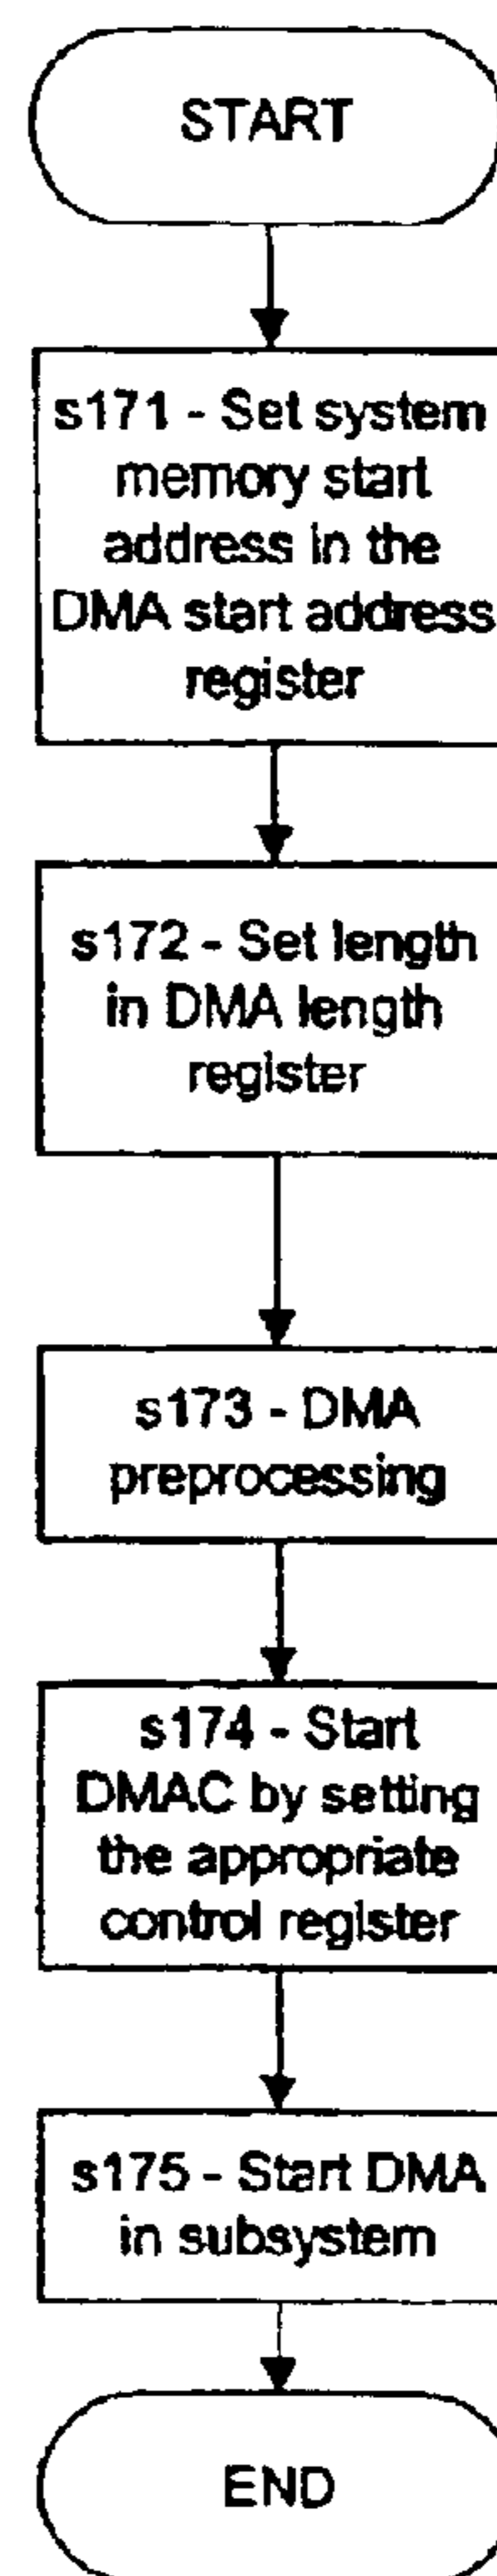 START
s171 - Set system
memory start
address in the
DMA start address
register
s172 - Set length
in DMA length
register
s173 - DMA
preprocessing
s174 - Start
DMAC by setting
the appropriate
control register
s175 - Start DMA
in subsystem
END